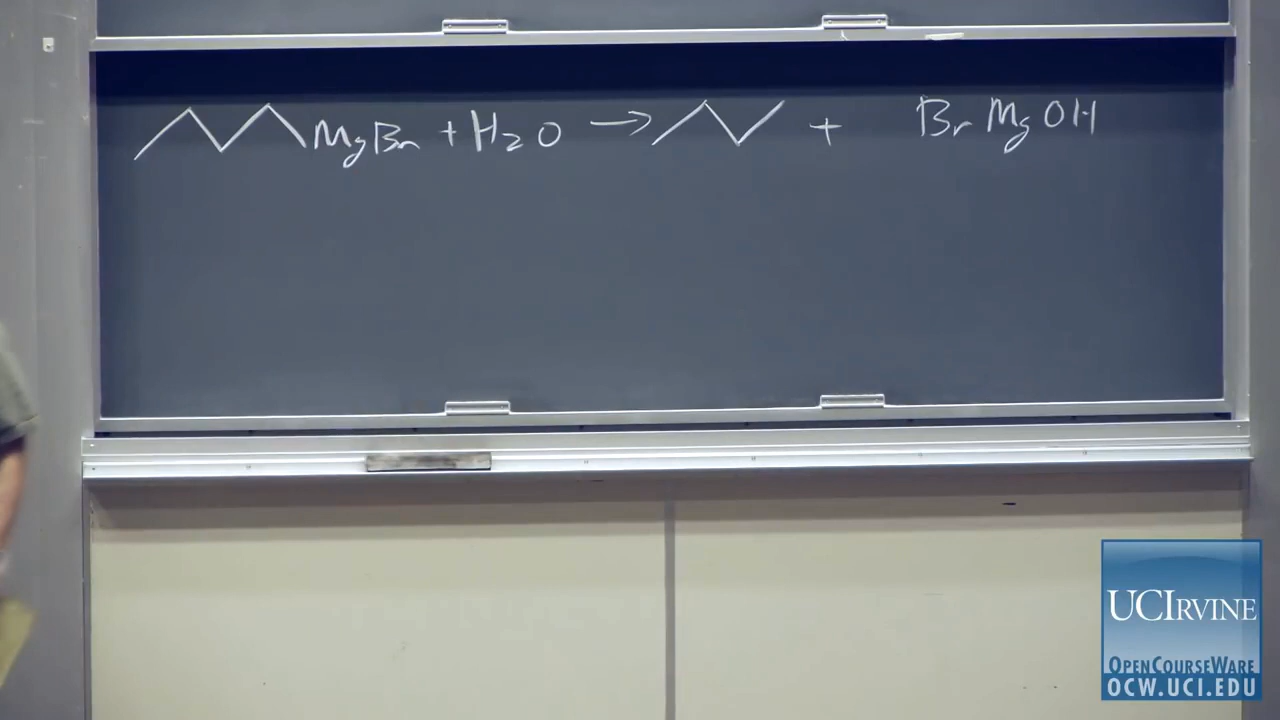 MgBr + H2O → + BrMgOH
UCIRVINE
OPENCOURSEWARE
OCW.UCI.EDU